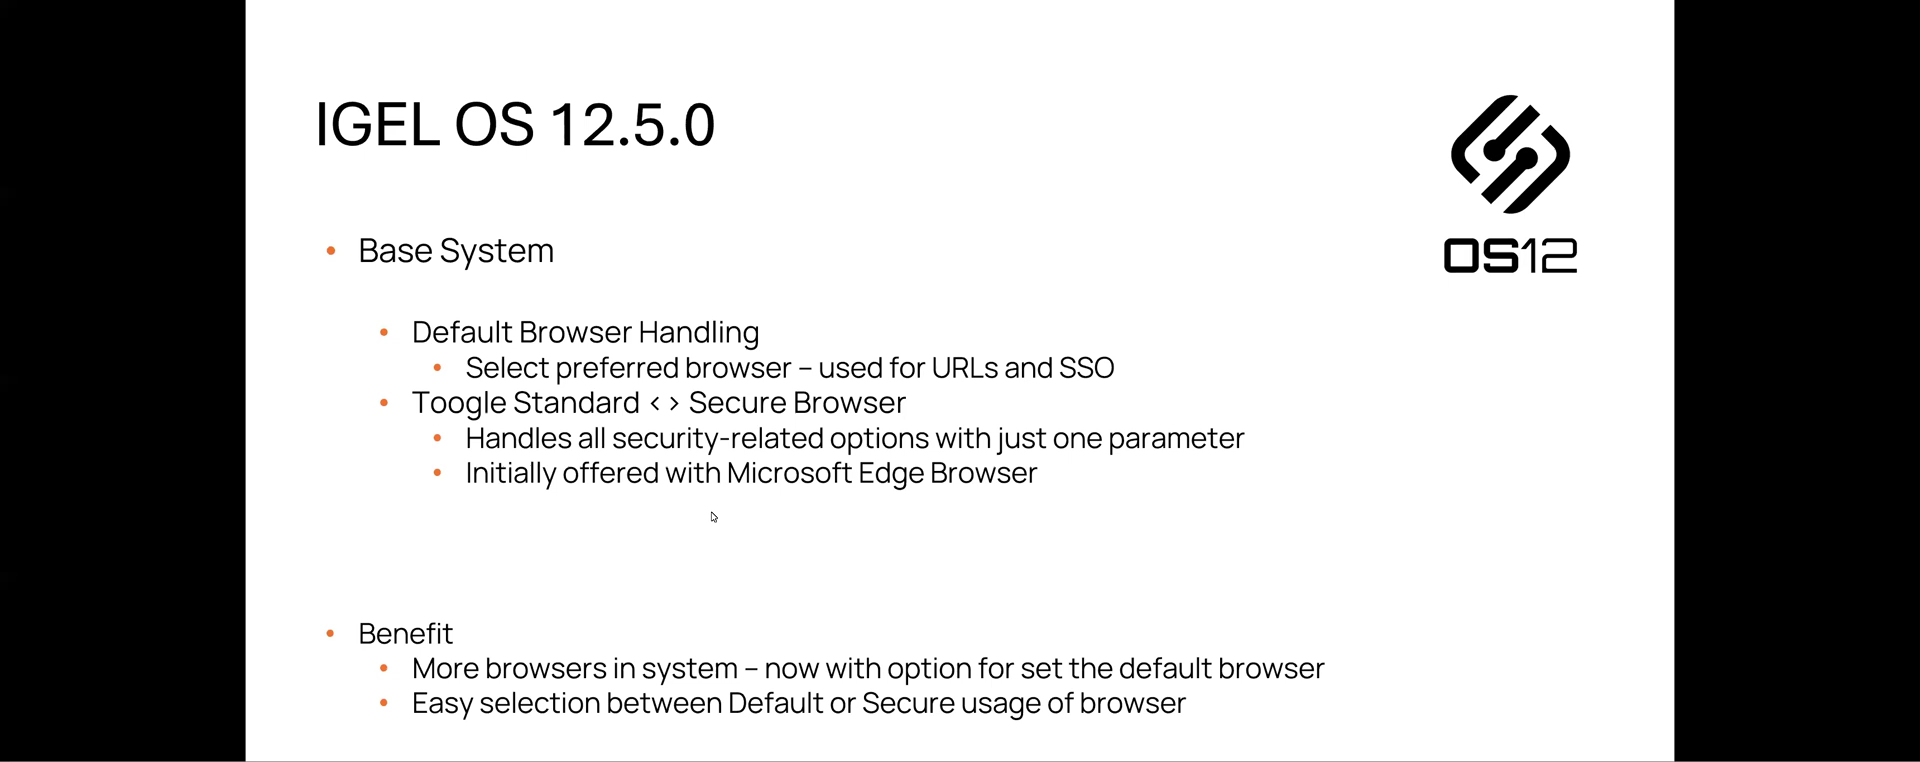 IGEL OS 12.5.0
OS12
Base System
Default Browser Handling
Select preferred browser – used for URLs and SSO
Toogle Standard <> Secure Browser
Handles all security-related options with just one parameter
Initially offered with Microsoft Edge Browser
Benefit
More browsers in system – now with option for set the default browser
Easy selection between Default or Secure usage of browser